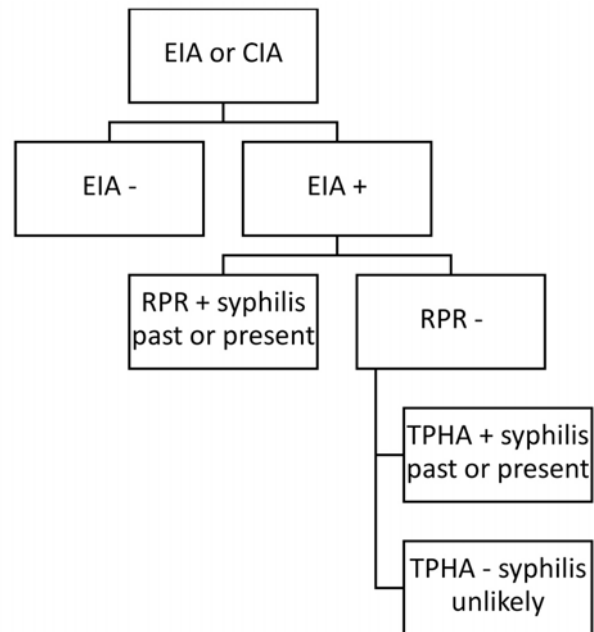 EIA or CIA
EIA -
EIA +
RPR + syphilis
past or present
RPR -
TPHA + syphilis
past or present
TPHA - syphilis
unlikely